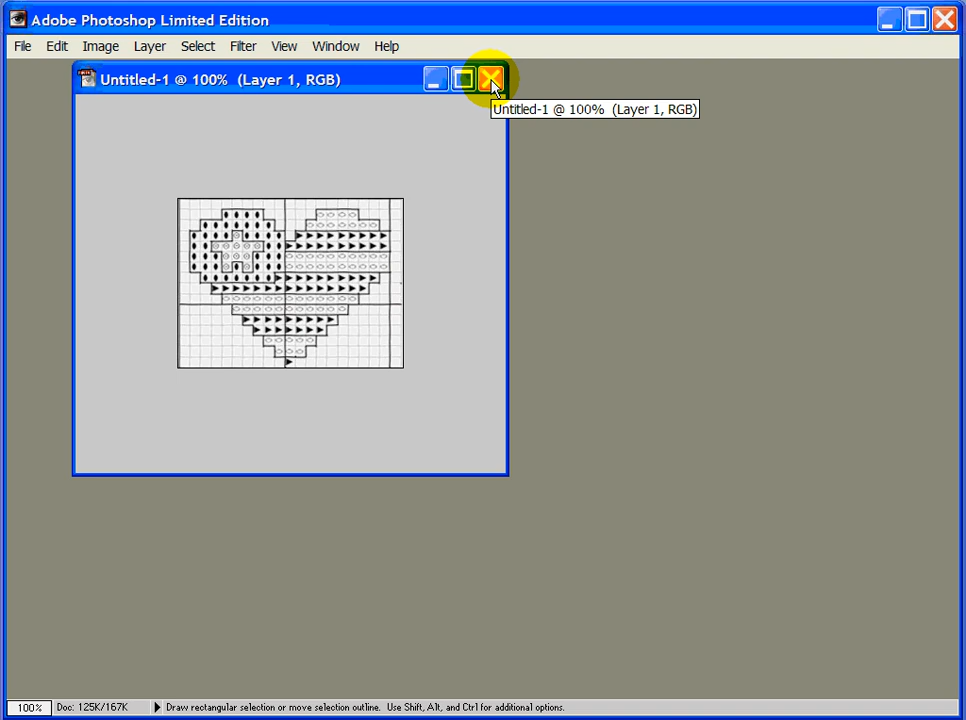 Adobe Photoshop Limited Edition
File Edit Image Layer Select Filter View Window Help
Untitled-1 @ 100% (Layer 1, RGB)
Untitled-1 @ 100% (Layer 1, RGB)
100% Doc: 125K/167K Draw rectangular selection or move selection outline. Use Shift, Alt, and Ctrl for additional options.